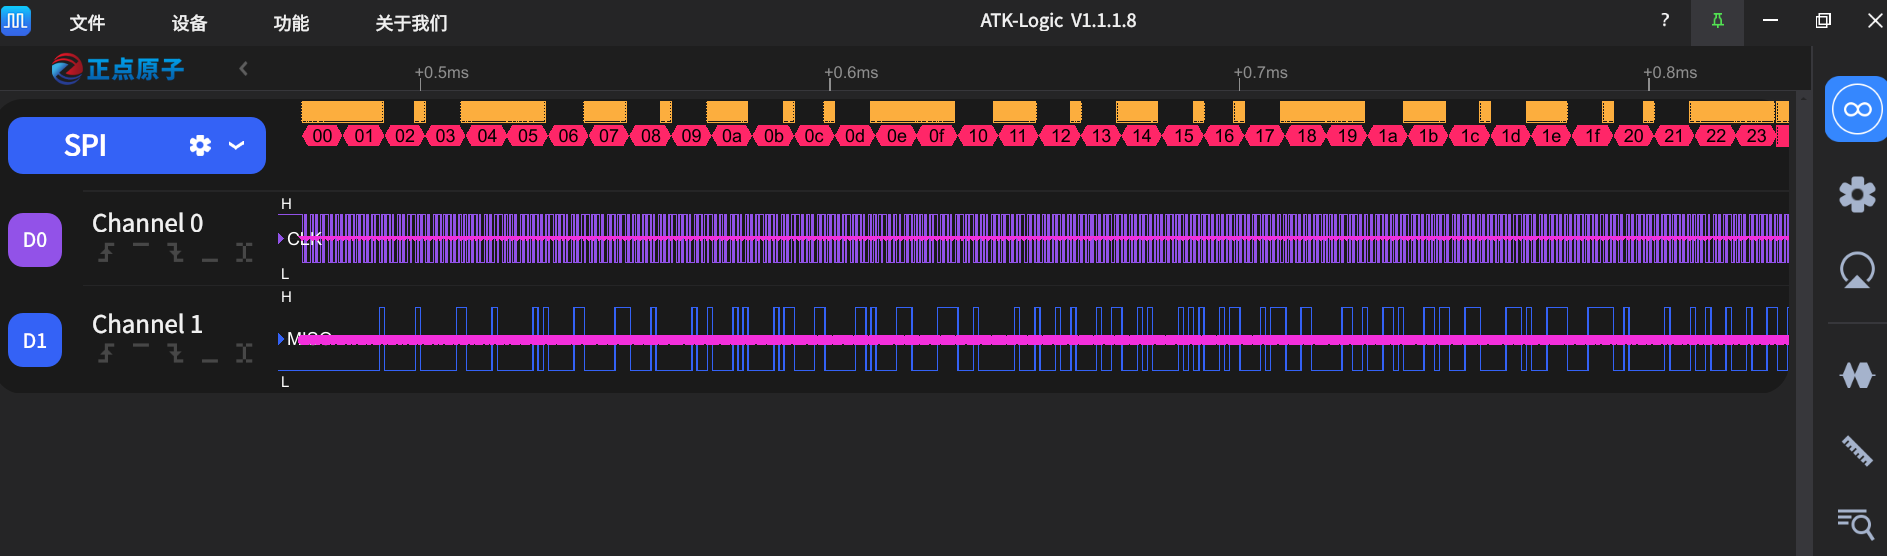 文件 设备 功能 关于我们 ATK-Logic V1.1.1.8 ?
正点原子 +0.5ms +0.6ms +0.7ms +0.8ms
SPI
00 01 02 03 04 05 06 07 08 09 0a 0b 0c 0d 0e 0f 10 11 12 13 14 15 16 17 18 19 1a 1b 1c 1d 1e 1f 20 21 22 23
H
D0 Channel 0 CLK
L
H
D1 Channel 1 MISO
L